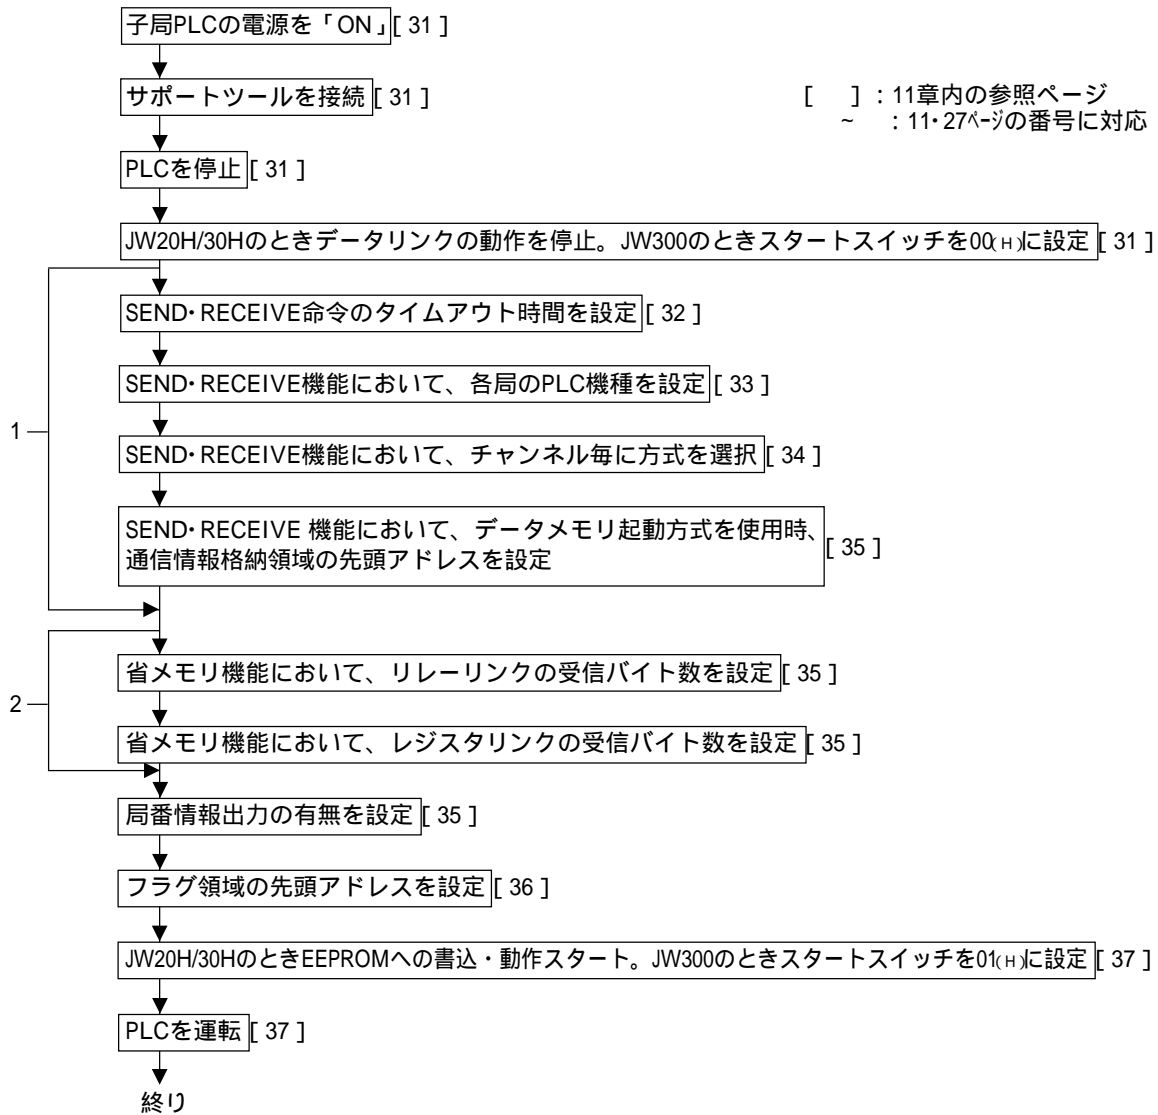 子局PLCの電源を「ON」[ 31 ]
サポートツールを接続[ 31 ]
[　]：11章内の参照ページ
~　：11･27ﾍﾟｰｼﾞの番号に対応
PLCを停止[ 31 ]
JW20H/30Hのときデータリンクの動作を停止。JW300のときスタートスイッチを00(H)に設定[ 31 ]
SEND･RECEIVE命令のタイムアウト時間を設定[ 32 ]
SEND･RECEIVE機能において、各局のPLC機種を設定[ 33 ]
1
SEND･RECEIVE機能において、チャンネル毎に方式を選択[ 34 ]
SEND･RECEIVE 機能において、データメモリ起動方式を使用時、
通信情報格納領域の先頭アドレスを設定
[ 35 ]
省メモリ機能において、リレーリンクの受信バイト数を設定[ 35 ]
2
省メモリ機能において、レジスタリンクの受信バイト数を設定[ 35 ]
局番情報出力の有無を設定[ 35 ]
フラグ領域の先頭アドレスを設定[ 36 ]
JW20H/30HのときEEPROMへの書込・動作スタート。JW300のときスタートスイッチを01(H)に設定[ 37 ]
PLCを運転[ 37 ]
終り